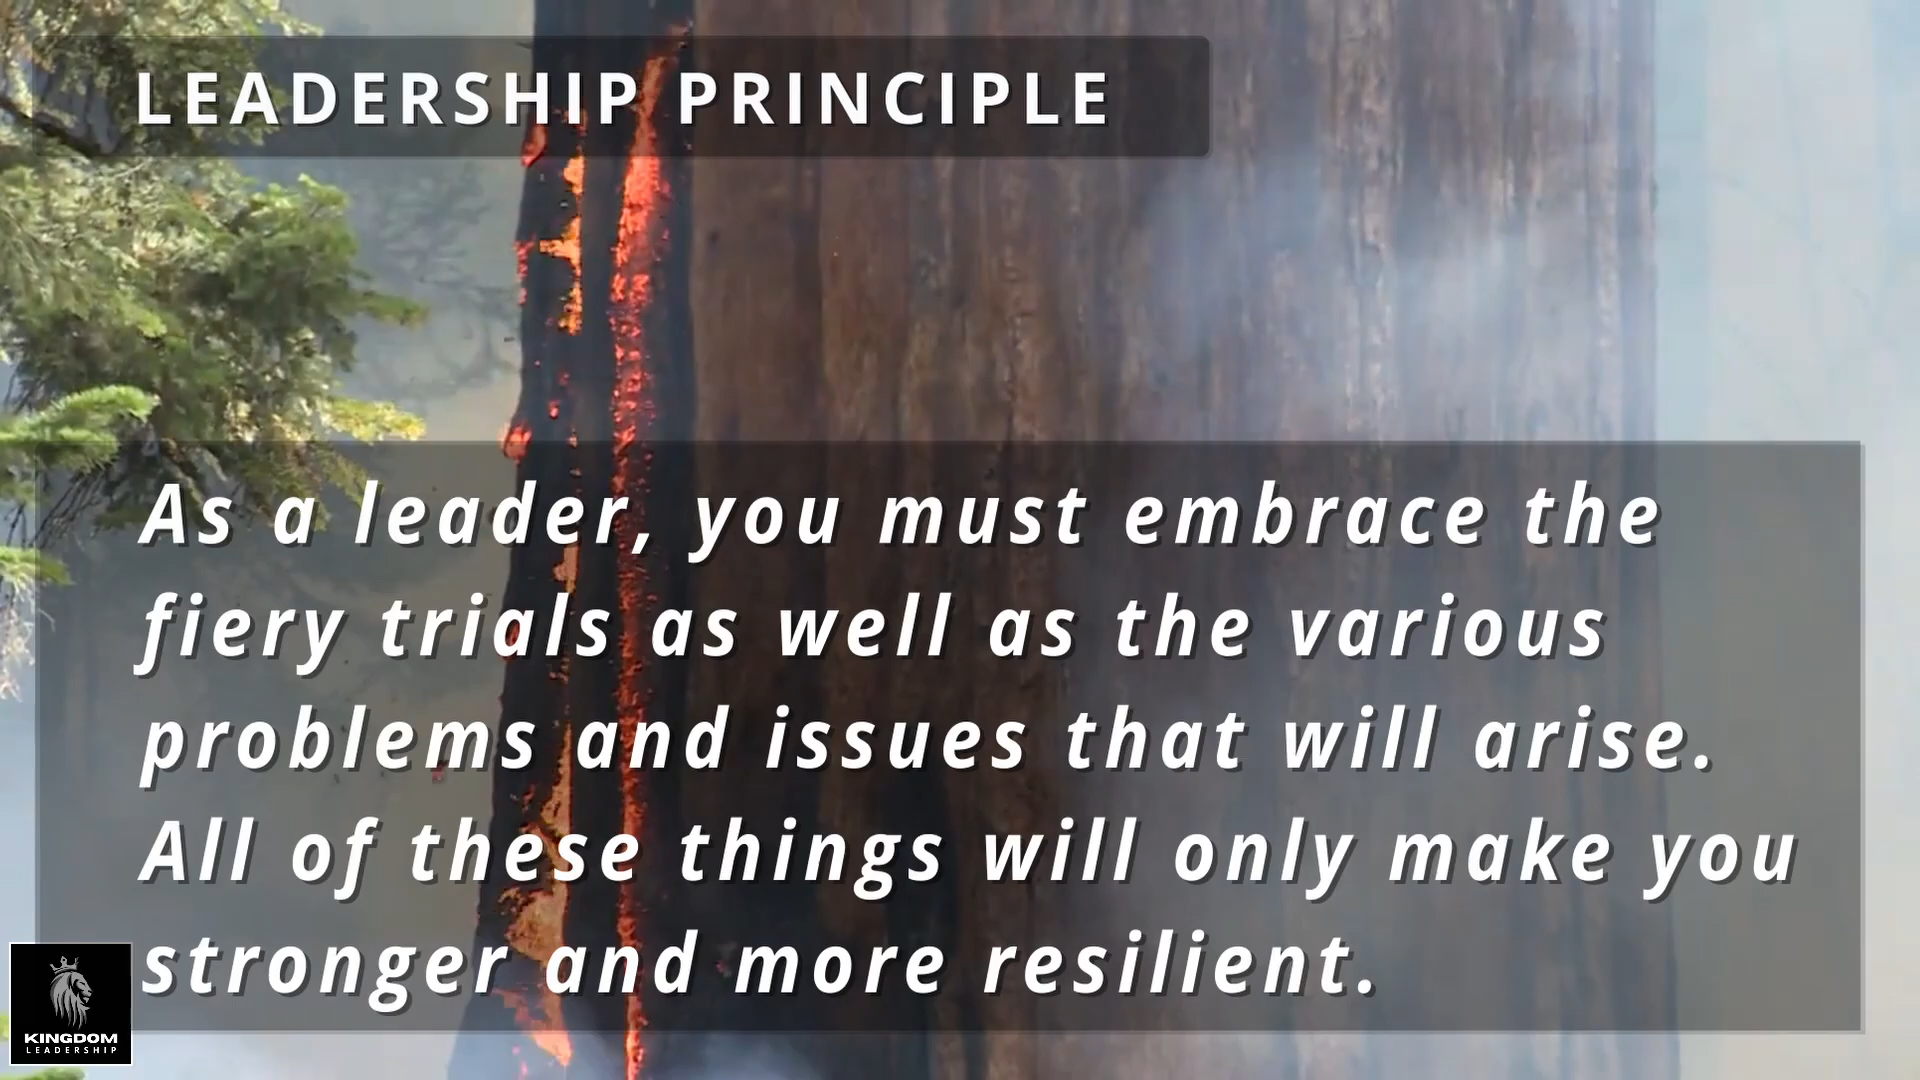 LEADERSHIP PRINCIPLE
As a leader, you must embrace the
fiery trials as well as the various
problems and issues that will arise.
All of these things will only make you
stronger and more resilient.
KINGDOM
LEADERSHIP